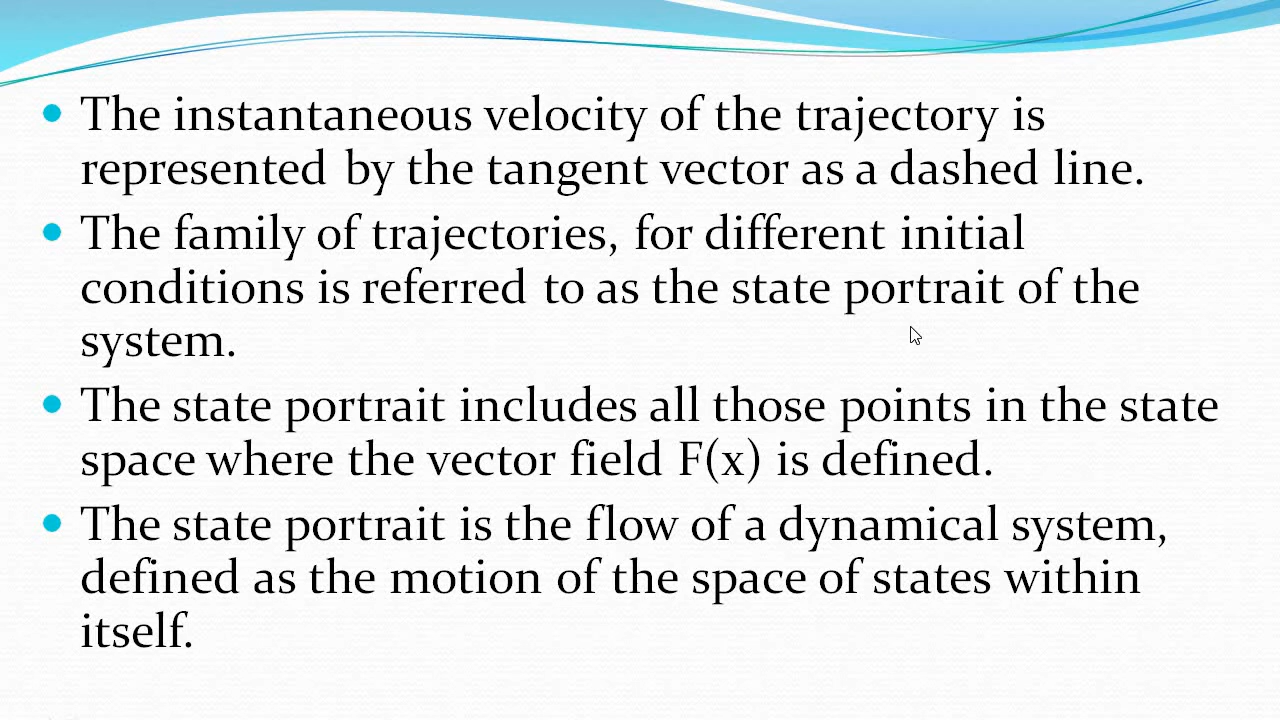 • The instantaneous velocity of the trajectory is
represented by the tangent vector as a dashed line.
• The family of trajectories, for different initial
conditions is referred to as the state portrait of the
system.
• The state portrait includes all those points in the state
space where the vector field F(x) is defined.
• The state portrait is the flow of a dynamical system,
defined as the motion of the space of states within
itself.